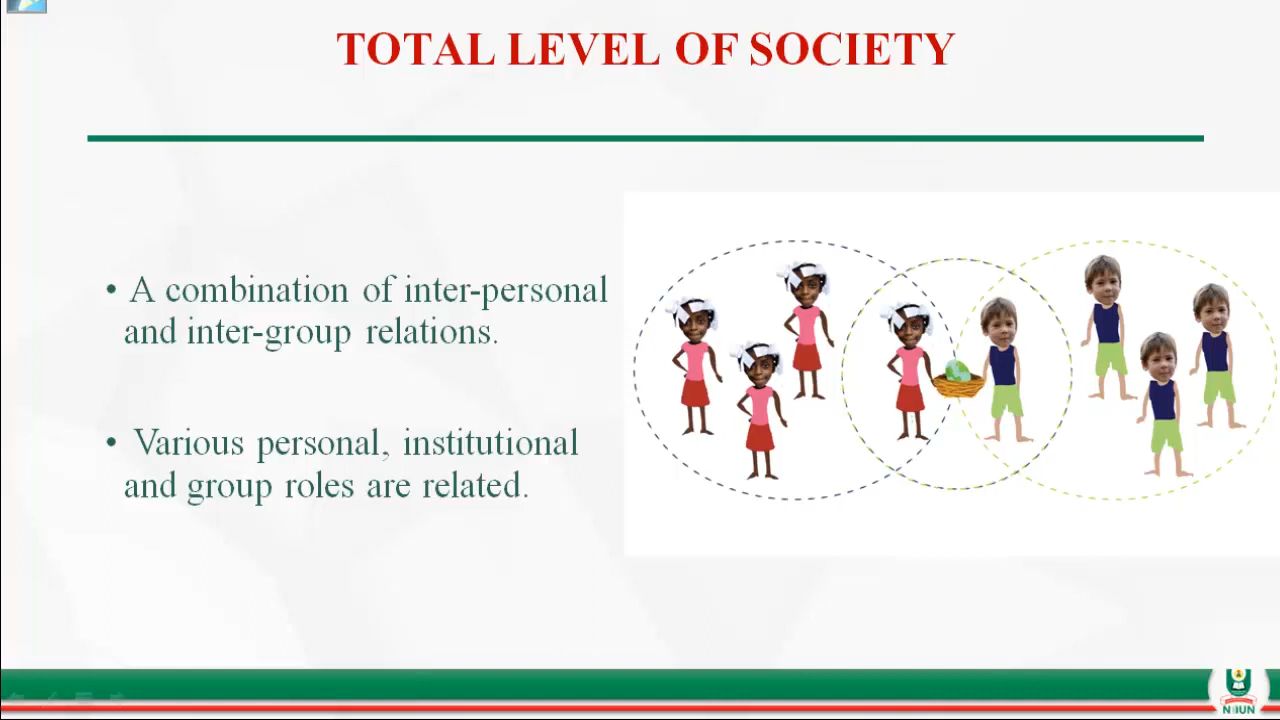 TOTAL LEVEL OF SOCIETY
• A combination of inter-personal
and inter-group relations.
• Various personal, institutional
and group roles are related.
NOUN